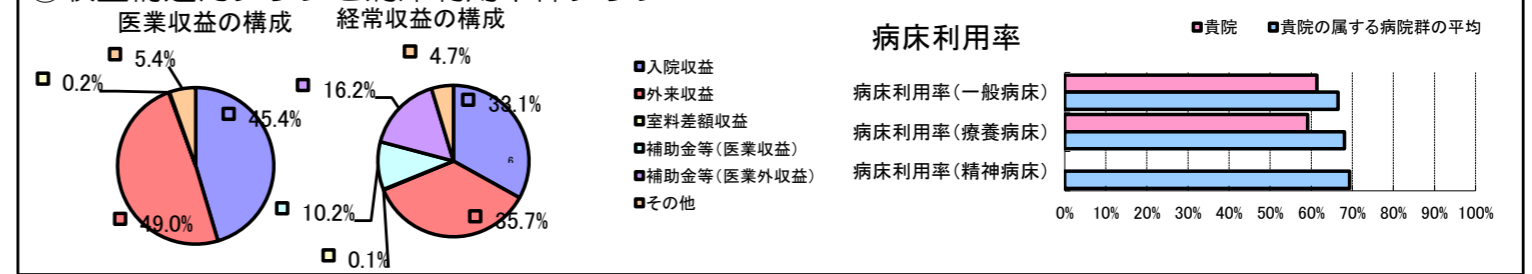 医業収益の構成
5.4%
0.2%
45.4%
49.0%
経常収益の構成
4.7%
16.2%
33.1%
6
10.2%
35.7%
0.1%
入院収益
外来収益
室料差額収益
補助金等(医業収益)
補助金等(医業外収益)
その他
病床利用率
貴院
貴院の属する病院群の平均
病床利用率(一般病床)
病床利用率(療養病床)
病床利用率(精神病床)
0% 10% 20% 30% 40% 50% 60% 70% 80% 90% 100%